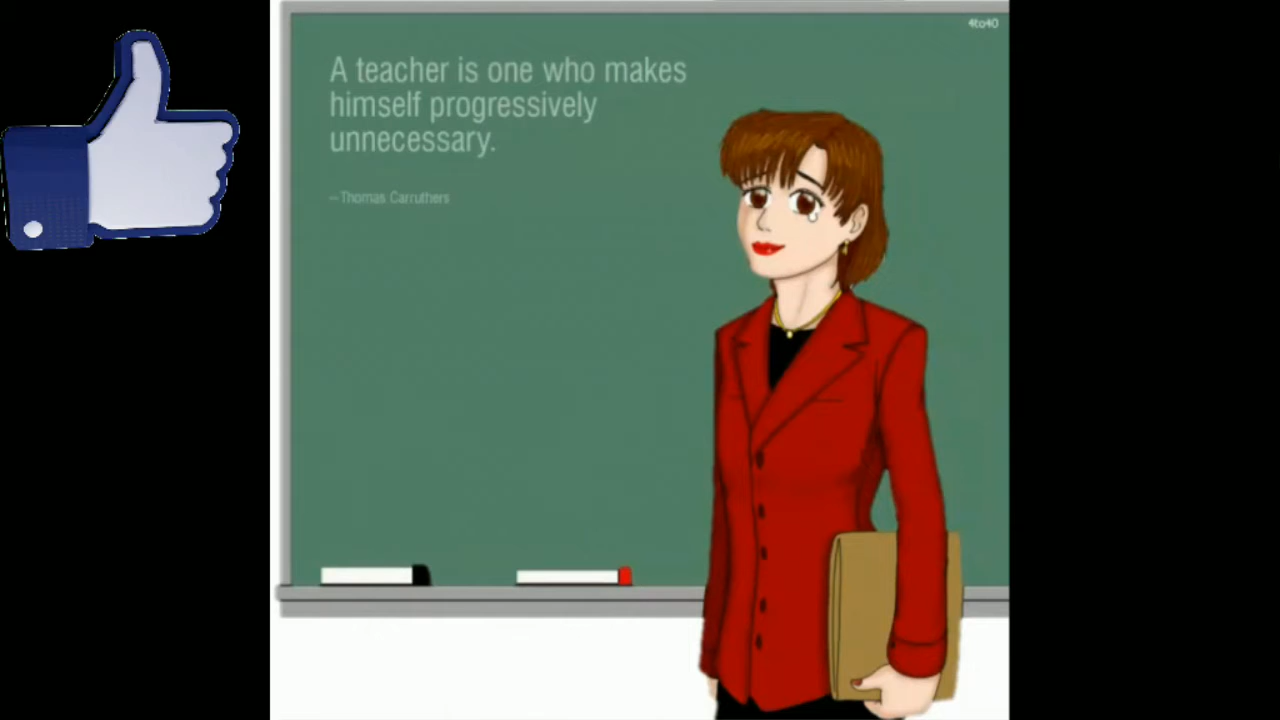 4to40
A teacher is one who makes
himself progressively
unnecessary.
—Thomas Carruthers